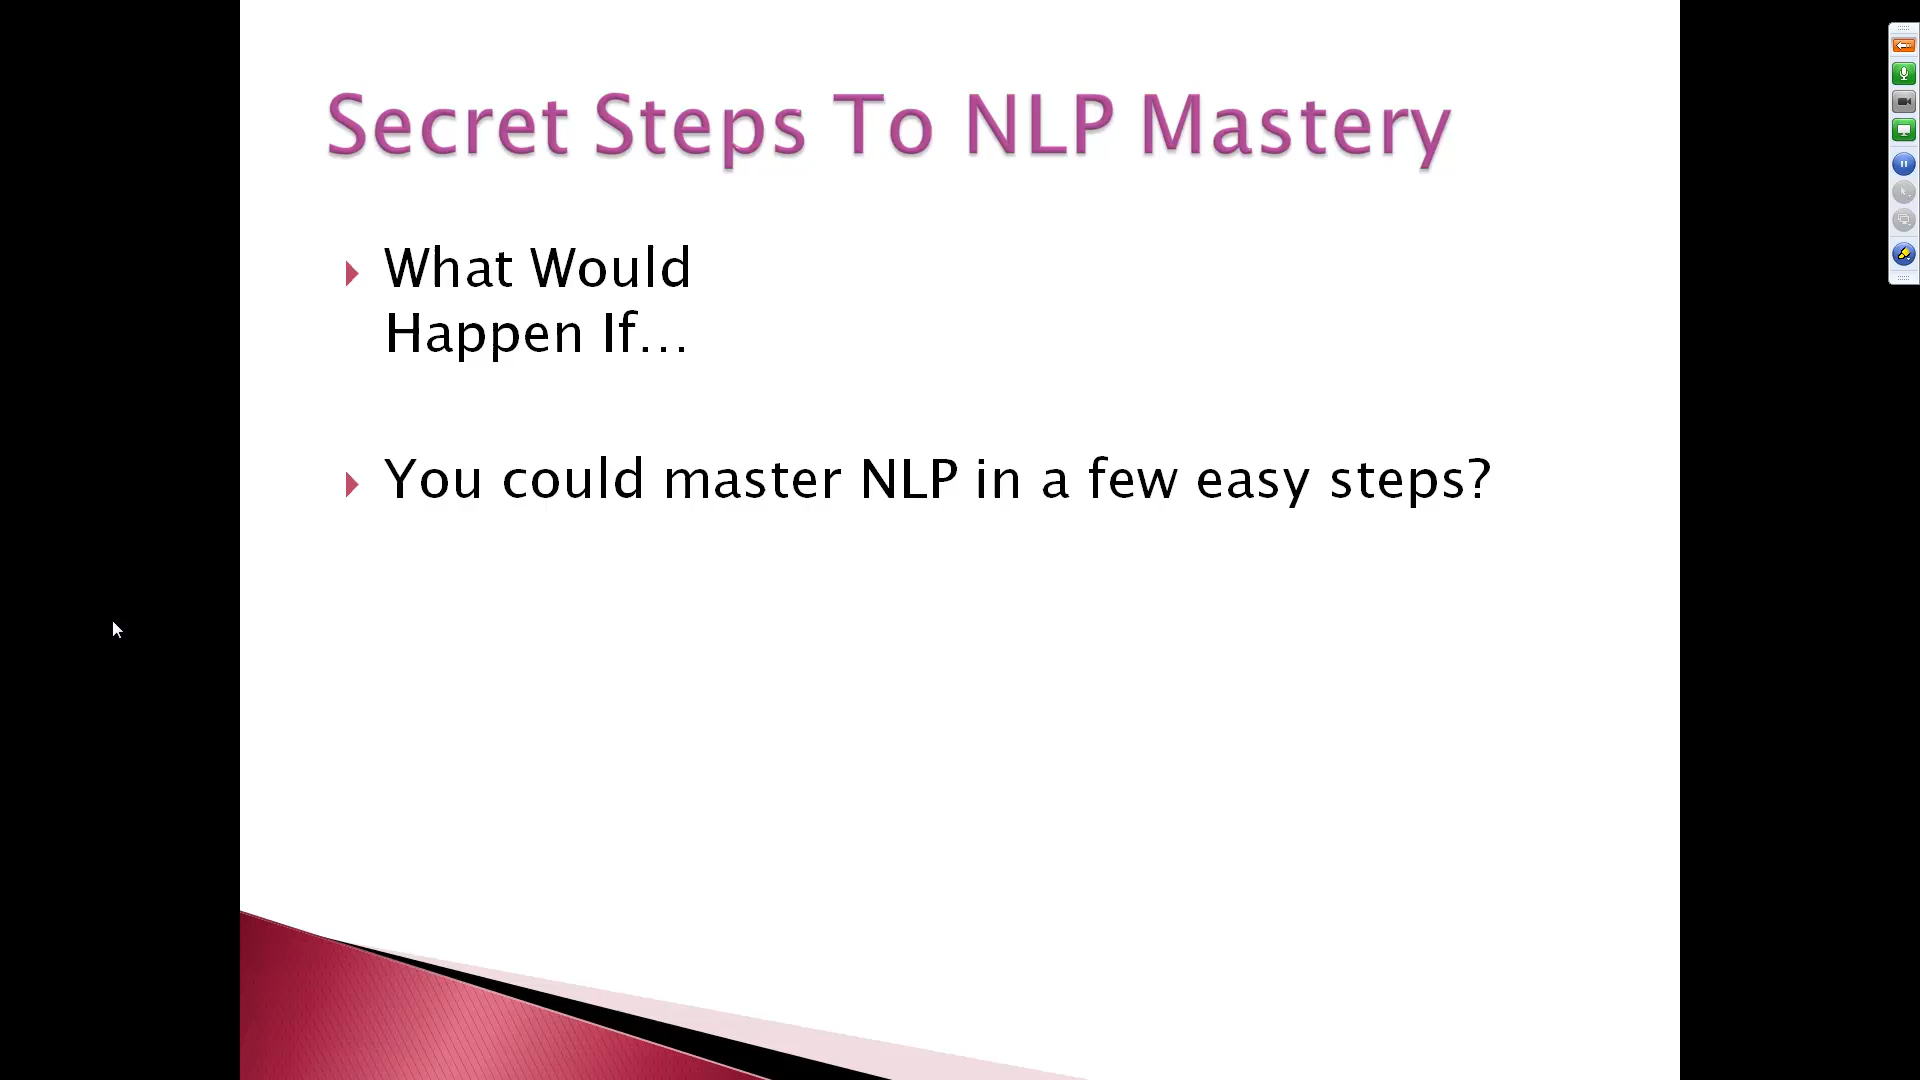 Secret Steps To NLP Mastery
What Would
Happen If...
You could master NLP in a few easy steps?